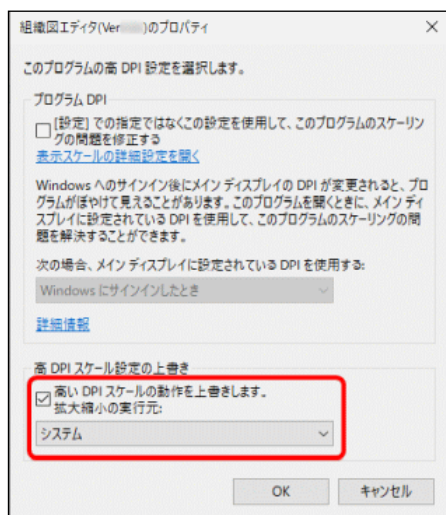 組織図エディタ(Ver )のプロパティ
このプログラムの高 DPI 設定を選択します。
プログラム DPI
[設定] での指定ではなくこの設定を使用して、このプログラムのスケーリン
グの問題を修正する
表示スケールの詳細設定を開く
Windows へのサインイン後にメイン ディスプレイの DPI が変更されると、プロ
グラムがぼやけて見えることがあります。このプログラムを開くときに、メイン ディ
スプレイに設定されている DPI を使用して、このプログラムのスケーリングの問
題を解決することができます。
次の場合、メイン ディスプレイに設定されている DPI を使用する:
Windows にサインインしたとき
詳細情報
高 DPI スケール設定の上書き
高い DPI スケールの動作を上書きします。
拡大縮小の実行元:
システム
OK
キャンセル